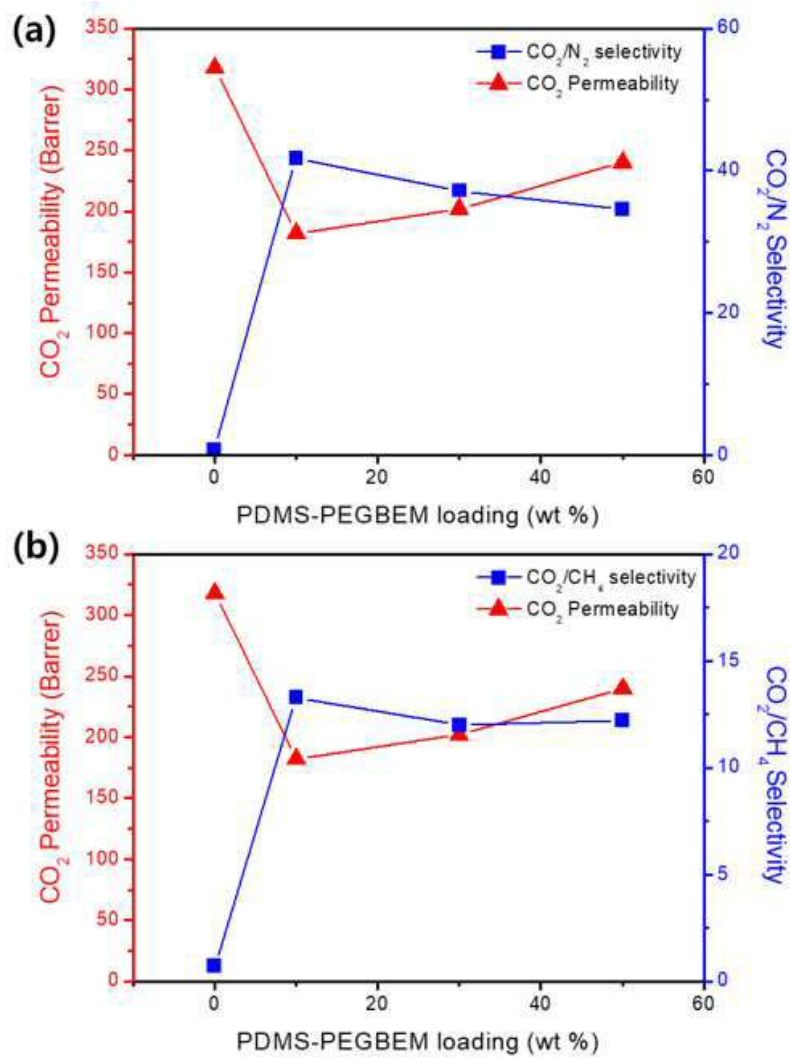 (a)
CO₂/N₂ selectivity
CO₂ Permeability
350
300
250
200
150
100
50
0
CO₂ Permeability (Barrer)
60
40
20
0
CO₂/N₂ Selectivity
0 20 40 60
PDMS-PEGBEM loading (wt %)
(b)
CO₂/CH₄ selectivity
CO₂ Permeability
350
300
250
200
150
100
50
0
CO₂ Permeability (Barrer)
20
15
10
5
0
CO₂/CH₄ Selectivity
0 20 40 60
PDMS-PEGBEM loading (wt %)